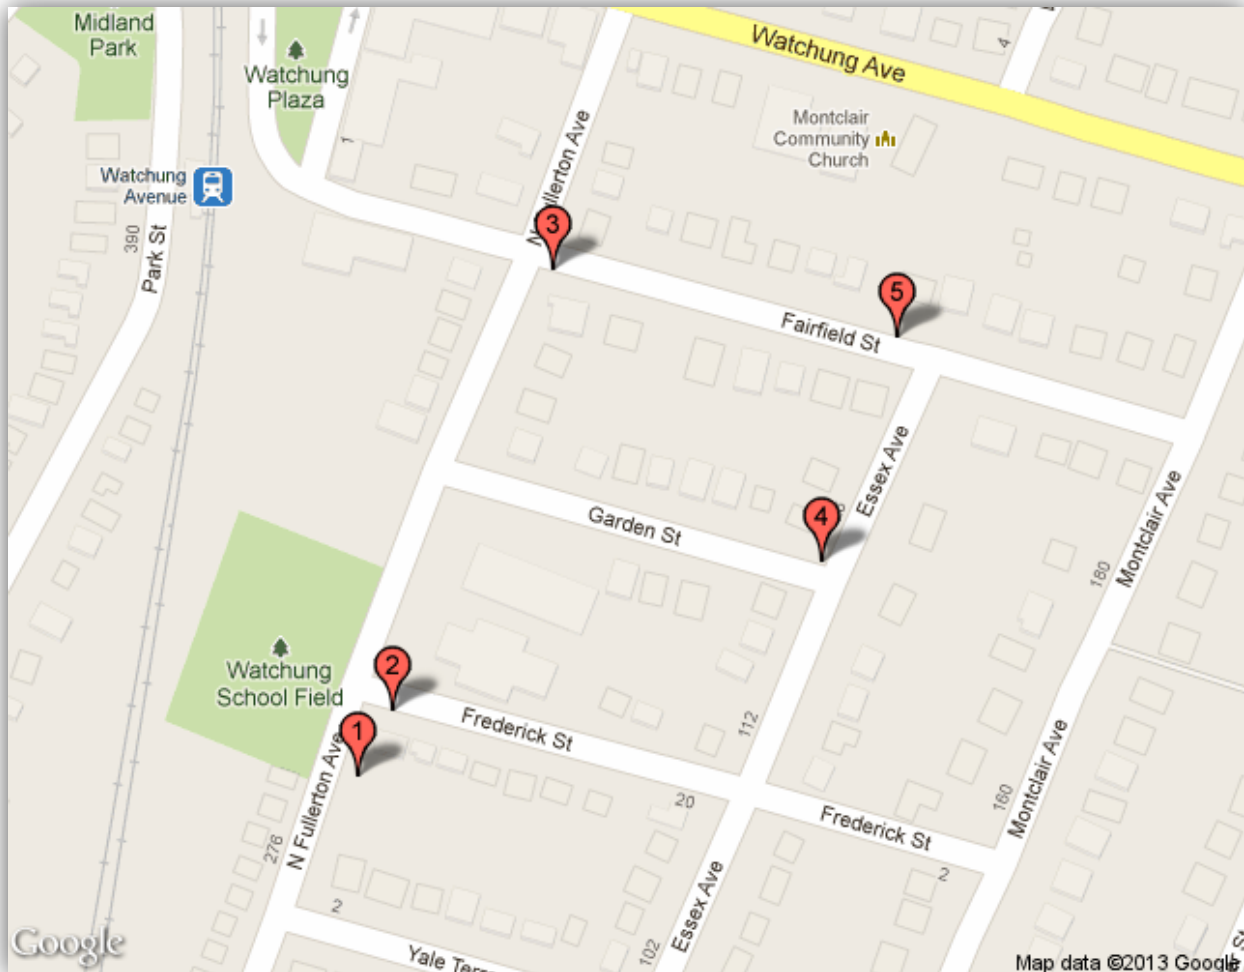 Midland
Park
Watchung
Plaza
Watchung Ave
4
Montclair
Community
Church
1
Watchung
Avenue
390
Park St
N Fullerton Ave
3
5
Fairfield St
Essex Ave
Garden St
4
180
Montclair Ave
Watchung
School Field
2
1
Frederick St
112
N Fullerton Ave
276
20
Frederick St
160
Montclair Ave
2
2
Essex Ave
102
Google
Map data ©2013 Google